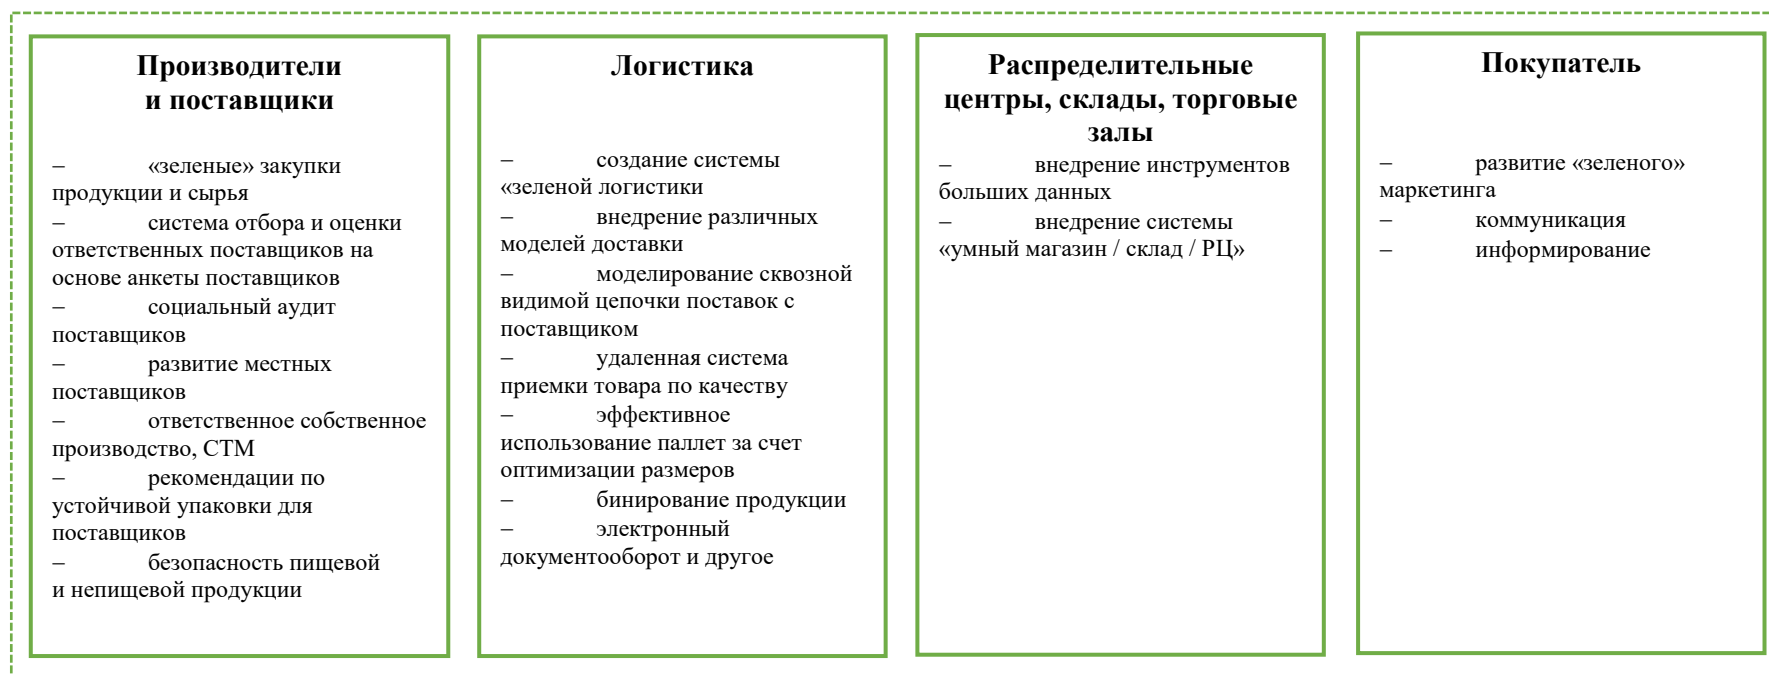 Производители
и поставщики
– «зеленые» закупки
продукции и сырья
– система отбора и оценки
ответственных поставщиков на
основе анкеты поставщиков
– социальный аудит
поставщиков
– развитие местных
поставщиков
– ответственное собственное
производство, СТМ
– рекомендации по
устойчивой упаковки для
поставщиков
– безопасность пищевой
и непищевой продукции
Логистика
– создание системы
«зеленой логистики
– внедрение различных
моделей доставки
– моделирование сквозной
видимой цепочки поставок с
поставщиком
– удаленная система
приемки товара по качеству
– эффективное
использование паллет за счет
оптимизации размеров
– бинирование продукции
– электронный
документооборот и другое
Распределительные
центры, склады, торговые
залы
– внедрение инструментов
больших данных
– внедрение системы
«умный магазин / склад / РЦ»
Покупатель
– развитие «зеленого»
маркетинга
– коммуникация
– информирование